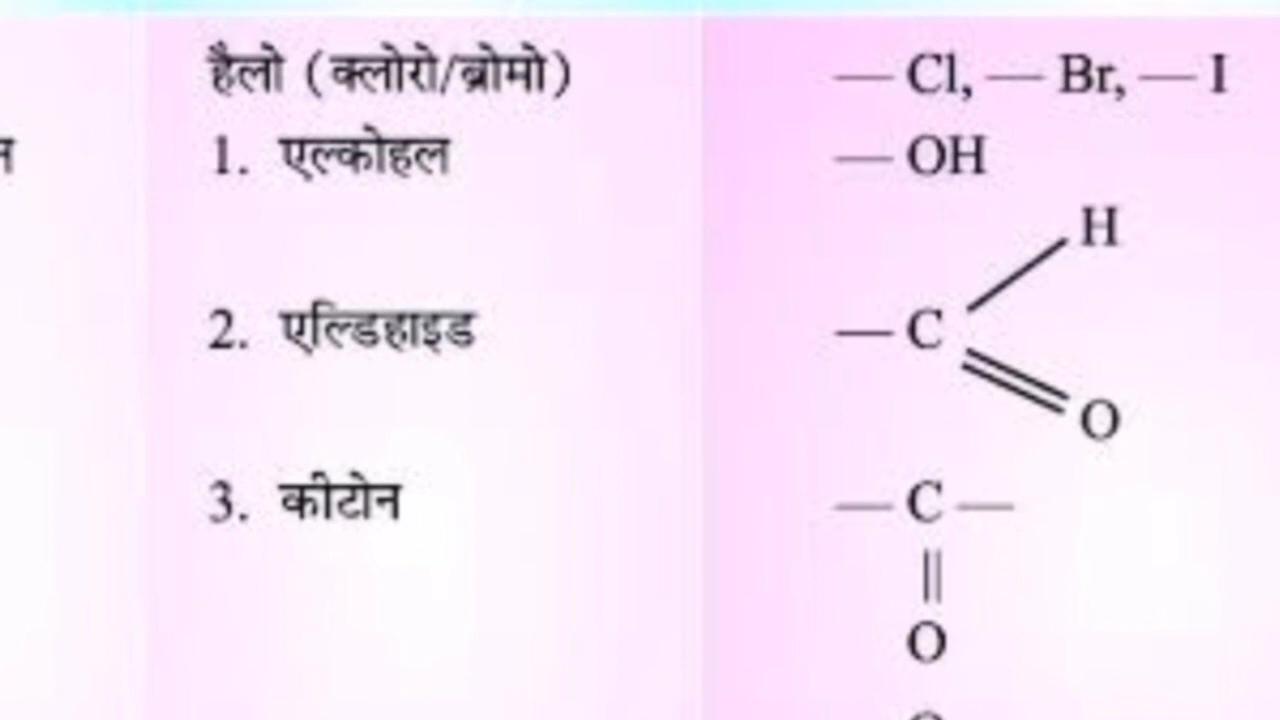 हैलो (क्लोरो/ब्रोमो) — Cl, — Br, — I
1. एल्कोहल — OH
H
2. एल्डिहाइड — C
O
3. कीटोन — C —
||
O